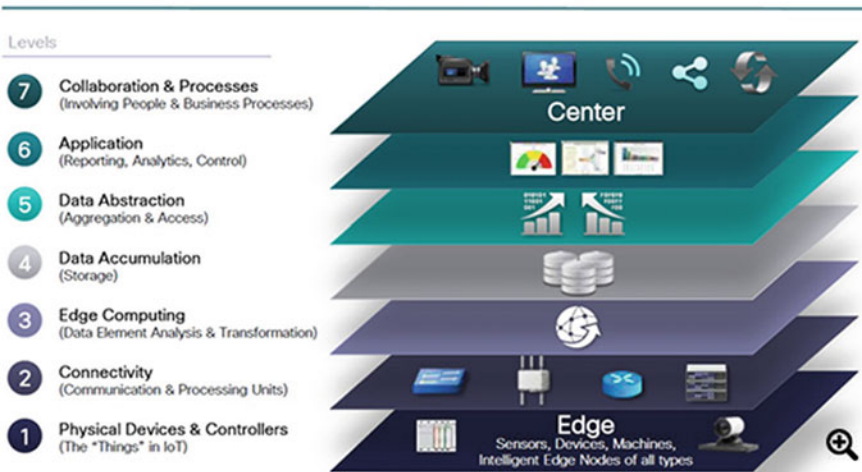 Levels
7
Collaboration & Processes
(Involving People & Business Processes)
6
Application
(Reporting, Analytics, Control)
5
Data Abstraction
(Aggregation & Access)
4
Data Accumulation
(Storage)
3
Edge Computing
(Data Element Analysis & Transformation)
2
Connectivity
(Communication & Processing Units)
1
Physical Devices & Controllers
(The "Things" in IoT)
Center
Edge
Sensors, Devices, Machines,
Intelligent Edge Nodes of all types